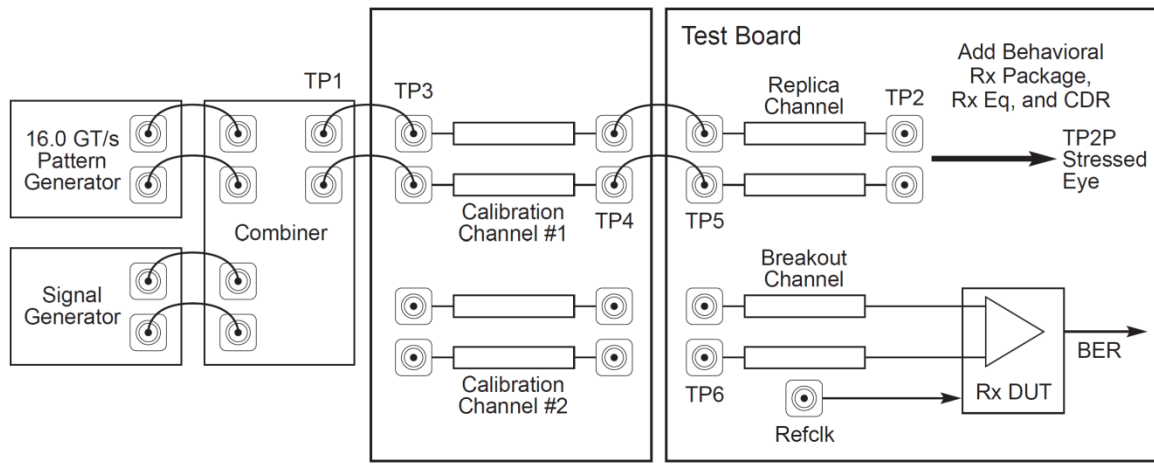 Test Board
Add Behavioral
Rx Package,
Rx Eq, and CDR
TP1
TP3
Replica
Channel
TP2
16.0 GT/s
Pattern
Generator
TP2P
Stressed
Eye
Combiner
Calibration
Channel #1
TP4
TP5
Signal
Generator
Breakout
Channel
BER
Calibration
Channel #2
TP6
Rx DUT
Refclk